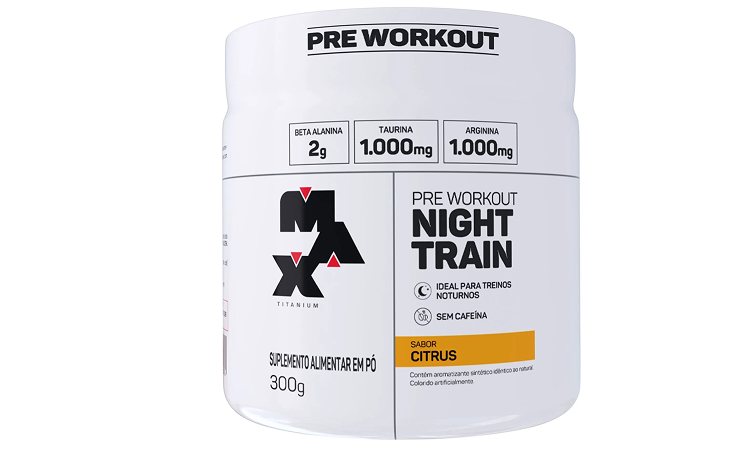 PRE WORKOUT
BETA ALANINA
2g
TAURINA
1.000mg
ARGININA
1.000mg
MAX
TITANIUM
SUPLEMENTO ALIMENTAR EM PÓ
300g
PRE WORKOUT
NIGHT
TRAIN
IDEAL PARA TREINOS
NOTURNOS
SEM CAFEÍNA
SABOR
CITRUS
Contém aromatizante sintético idêntico ao natural.
Colorido artificialmente.